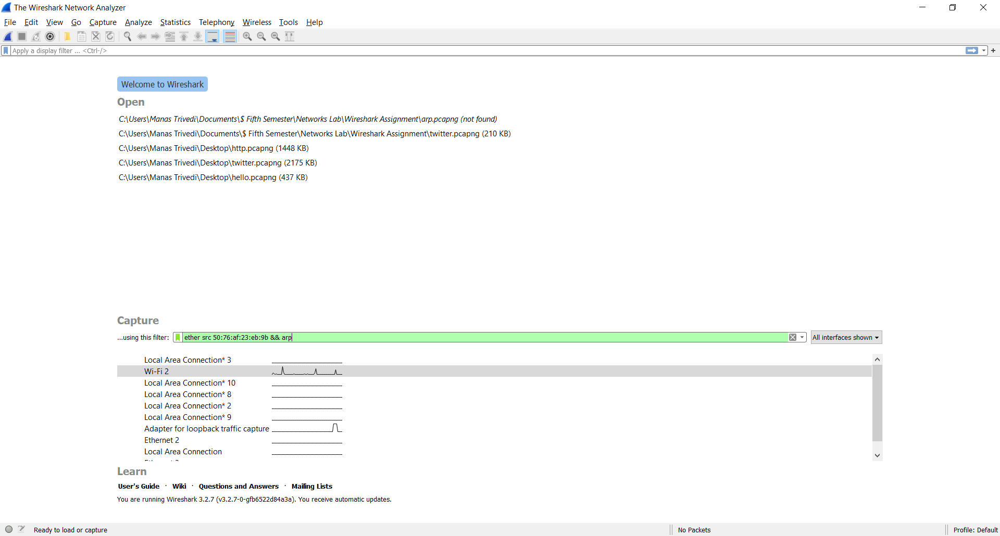 The Wireshark Network Analyzer
File Edit View Go Capture Analyze Statistics Telephony Wireless Tools Help
Apply a display filter ... <Ctrl-/>
+
Welcome to Wireshark
Open
C:\Users\Manas Trivedi\Documents\$ Fifth Semester\Networks Lab\Wireshark Assignment\arp.pcapng (not found)
C:\Users\Manas Trivedi\Documents\$ Fifth Semester\Networks Lab\Wireshark Assignment\twitter.pcapng (210 KB)
C:\Users\Manas Trivedi\Desktop\http.pcapng (1448 KB)
C:\Users\Manas Trivedi\Desktop\twitter.pcapng (2175 KB)
C:\Users\Manas Trivedi\Desktop\hello.pcapng (437 KB)
Capture
...using this filter: ether src 50:76:af:23:eb:9b && arp All interfaces shown
Local Area Connection* 3
Wi-Fi 2
Local Area Connection* 10
Local Area Connection* 8
Local Area Connection* 2
Local Area Connection* 9
Adapter for loopback traffic capture
Ethernet 2
Local Area Connection
Learn
User's Guide · Wiki · Questions and Answers · Mailing Lists
You are running Wireshark 3.2.7 (v3.2.7-0-gfb6522d84a3a). You receive automatic updates.
Ready to load or capture No Packets Profile: Default